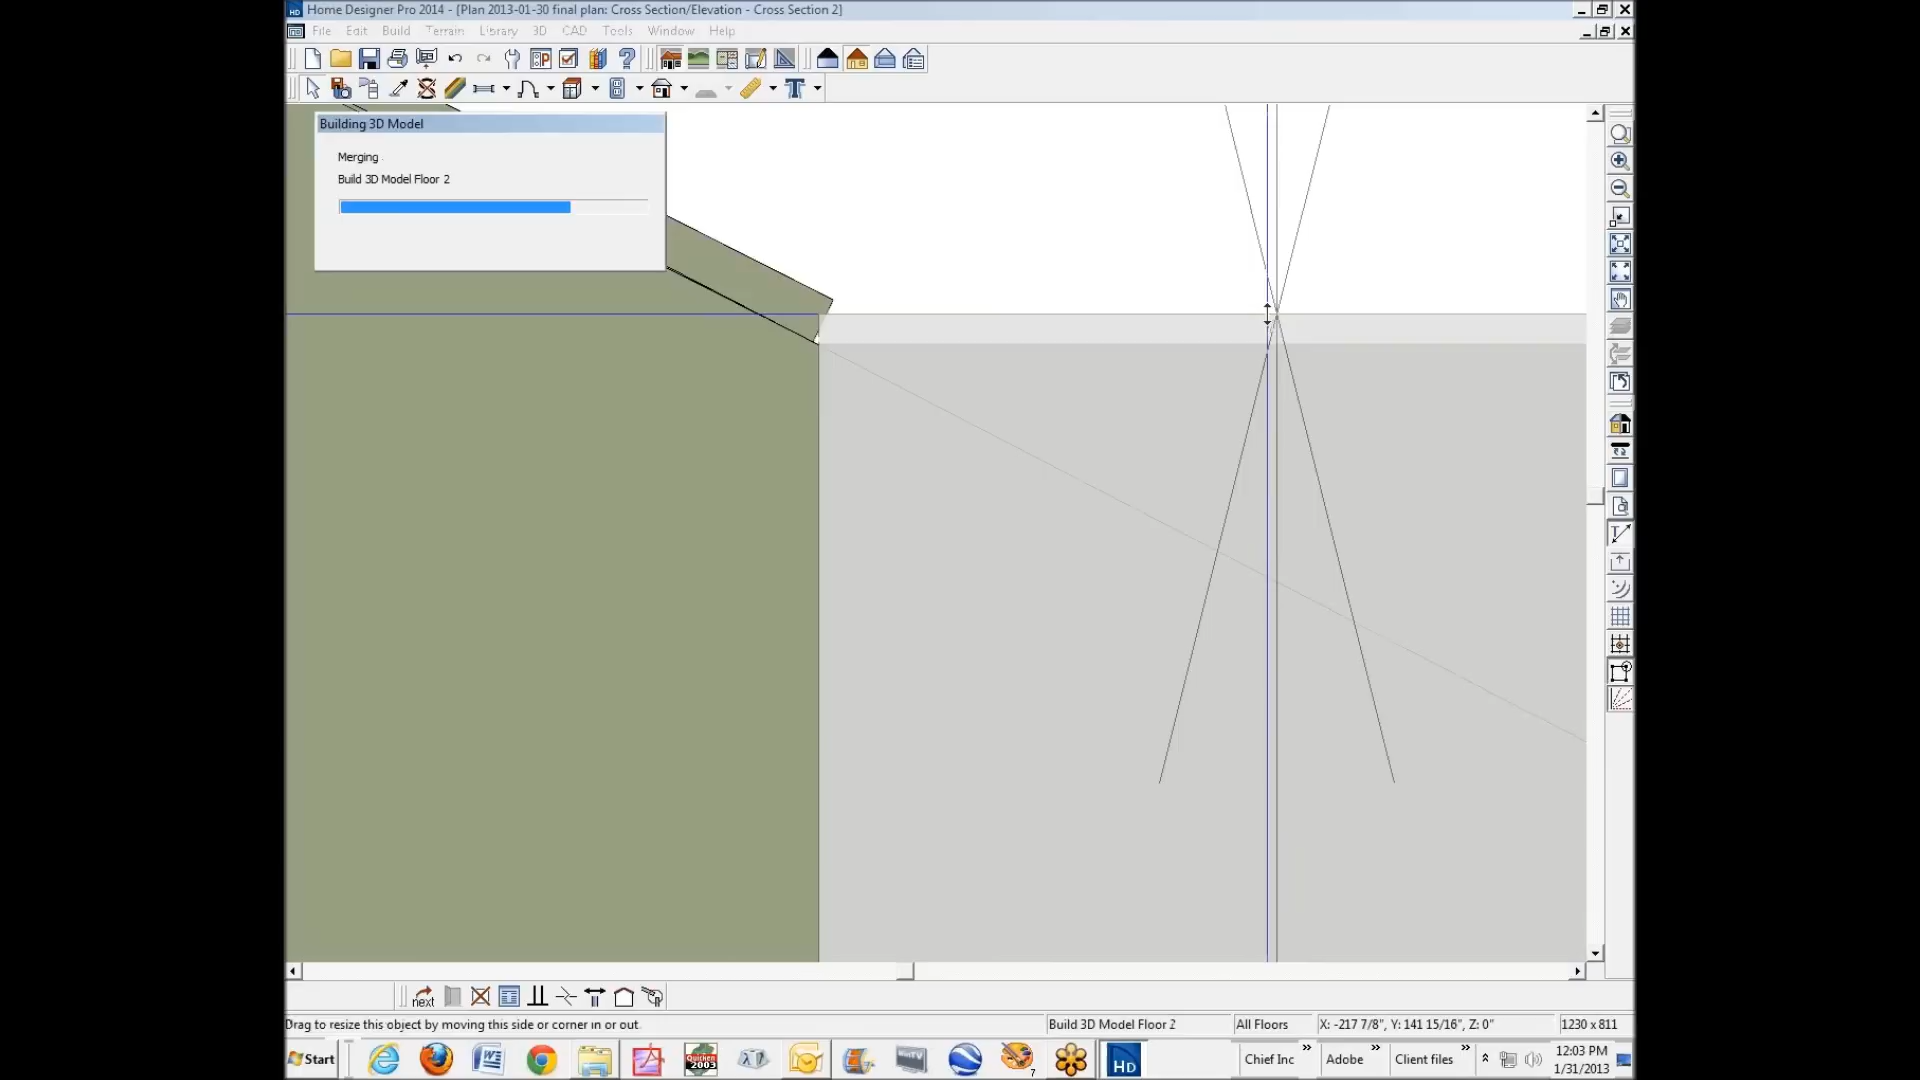 Home Designer Pro 2014 - [Plan 2013-01-30 final plan: Cross Section/Elevation - Cross Section 2]
File Edit Build Terrain Library 3D CAD Tools Window Help
Building 3D Model
Merging
Build 3D Model Floor 2
next
Drag to resize this object by moving this side or corner in or out.
Build 3D Model Floor 2
All Floors
X: -217 7/8", Y: 141 15/16", Z: 0"
1230 x 811
Start
Quicken 2003
WinTV
7
HD
Chief Inc »
Adobe »
Client files »
12:03 PM
1/31/2013